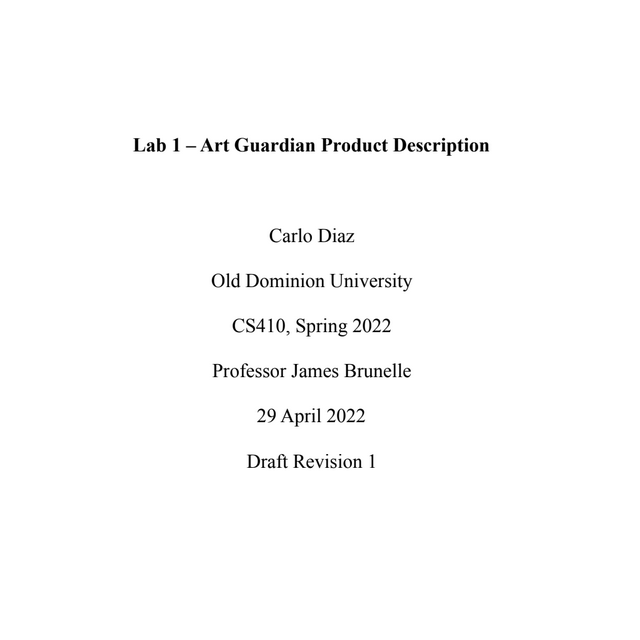 Lab 1 – Art Guardian Product Description
Carlo Diaz
Old Dominion University
CS410, Spring 2022
Professor James Brunelle
29 April 2022
Draft Revision 1